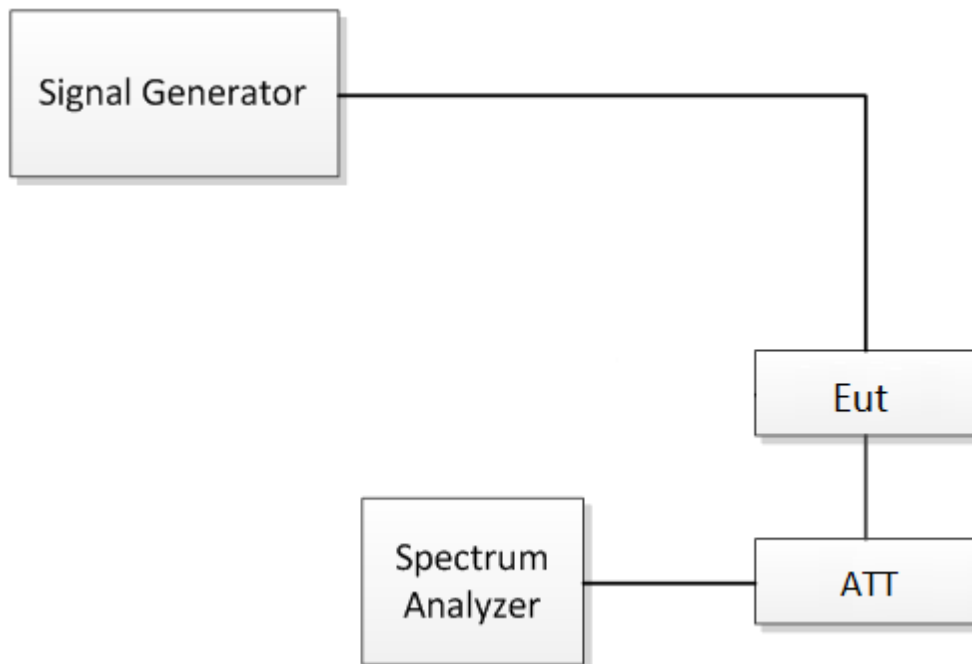 Signal Generator
Eut
Spectrum
Analyzer
ATT